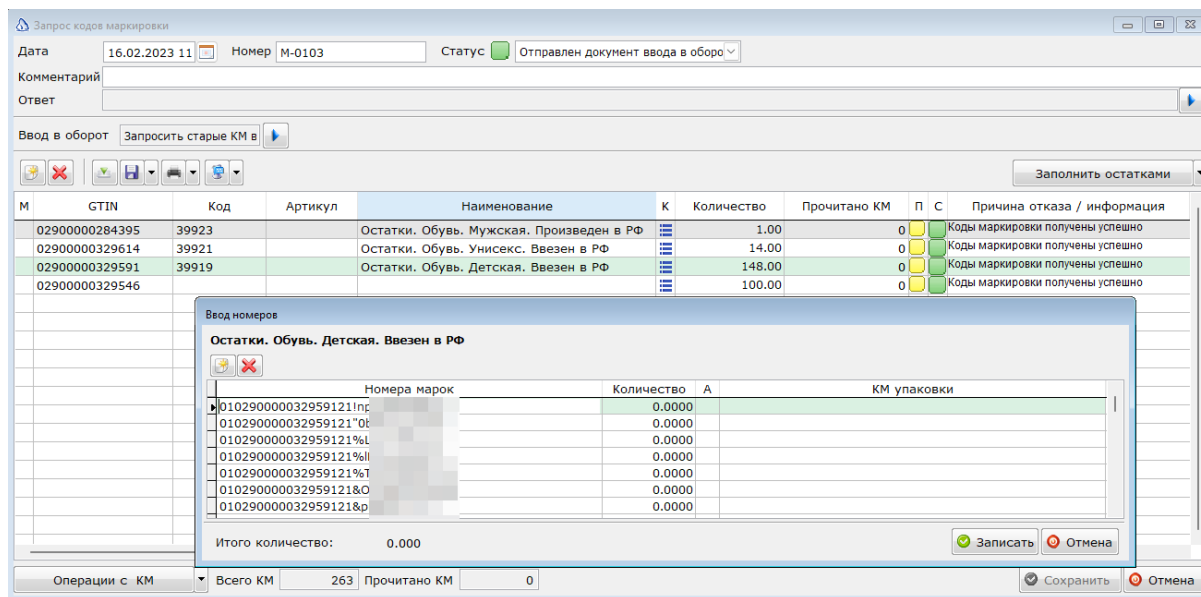 Запрос кодов маркировки
Дата 16.02.2023 11 Номер М-0103 Статус Отправлен документ ввода в оборо
Комментарий
Ответ
Ввод в оборот Запросить старые КМ в
Заполнить остатками
М GTIN Код Артикул Наименование К Количество Прочитано КМ П С Причина отказа / информация
02900000284395 39923 Остатки. Обувь. Мужская. Произведен в РФ 1.00 0 Коды маркировки получены успешно
02900000329614 39921 Остатки. Обувь. Унисекс. Ввезен в РФ 14.00 0 Коды маркировки получены успешно
02900000329591 39919 Остатки. Обувь. Детская. Ввезен в РФ 148.00 0 Коды маркировки получены успешно
02900000329546 100.00 0 Коды маркировки получены успешно
Ввод номеров
Остатки. Обувь. Детская. Ввезен в РФ
Номера марок Количество А КМ упаковки
010290000032959121!np 0.0000
010290000032959121"0b 0.0000
010290000032959121%L 0.0000
010290000032959121%I 0.0000
010290000032959121%T 0.0000
010290000032959121&O 0.0000
010290000032959121&p 0.0000
Итого количество: 0.000 Записать Отмена
Операции с КМ Всего КМ 263 Прочитано КМ 0 Сохранить Отмена